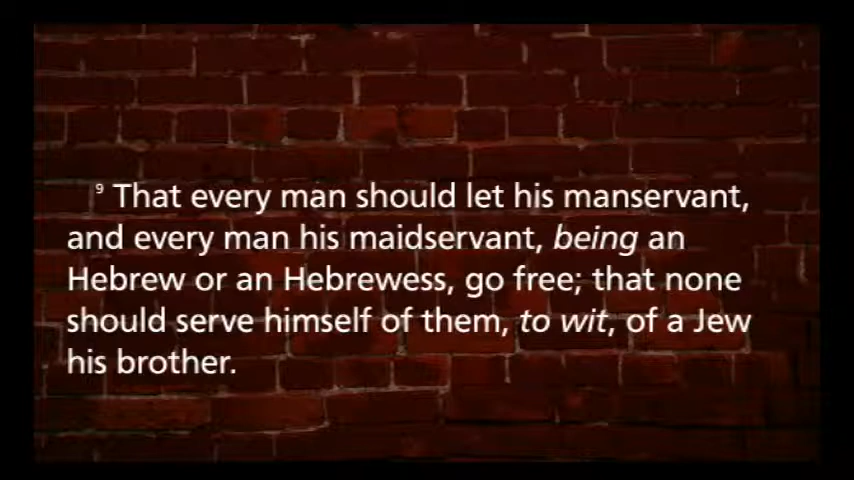 9 That every man should let his manservant,
and every man his maidservant, being an
Hebrew or an Hebrewess, go free; that none
should serve himself of them, to wit, of a Jew
his brother.